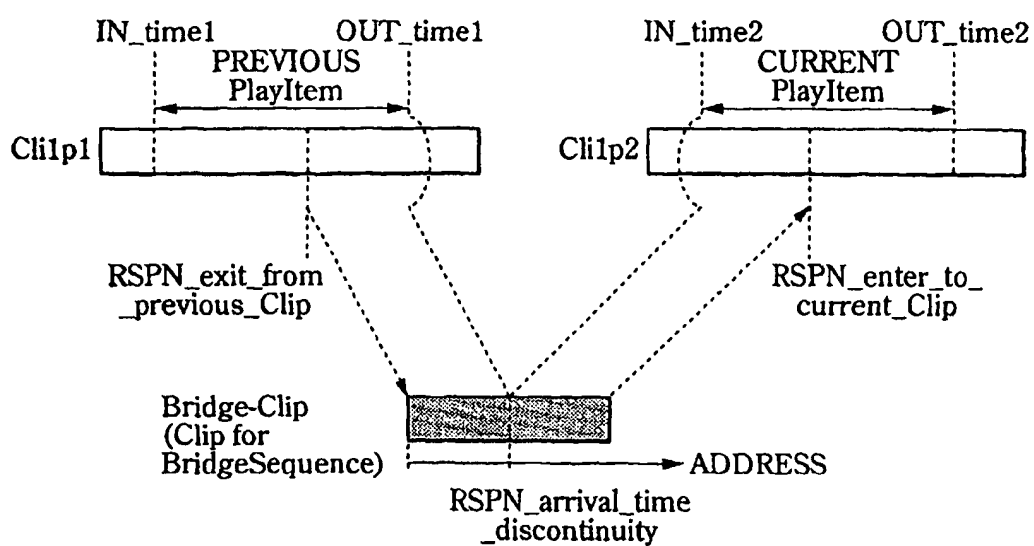 IN_time1 OUT_time1 IN_time2 OUT_time2
PREVIOUS
PlayItem
CURRENT
PlayItem
Cli1p1
Cli1p2
RSPN_exit_from
_previous_Clip
RSPN_enter_to_
current_Clip
Bridge-Clip
(Clip for
BridgeSequence)
ADDRESS
RSPN_arrival_time
_discontinuity